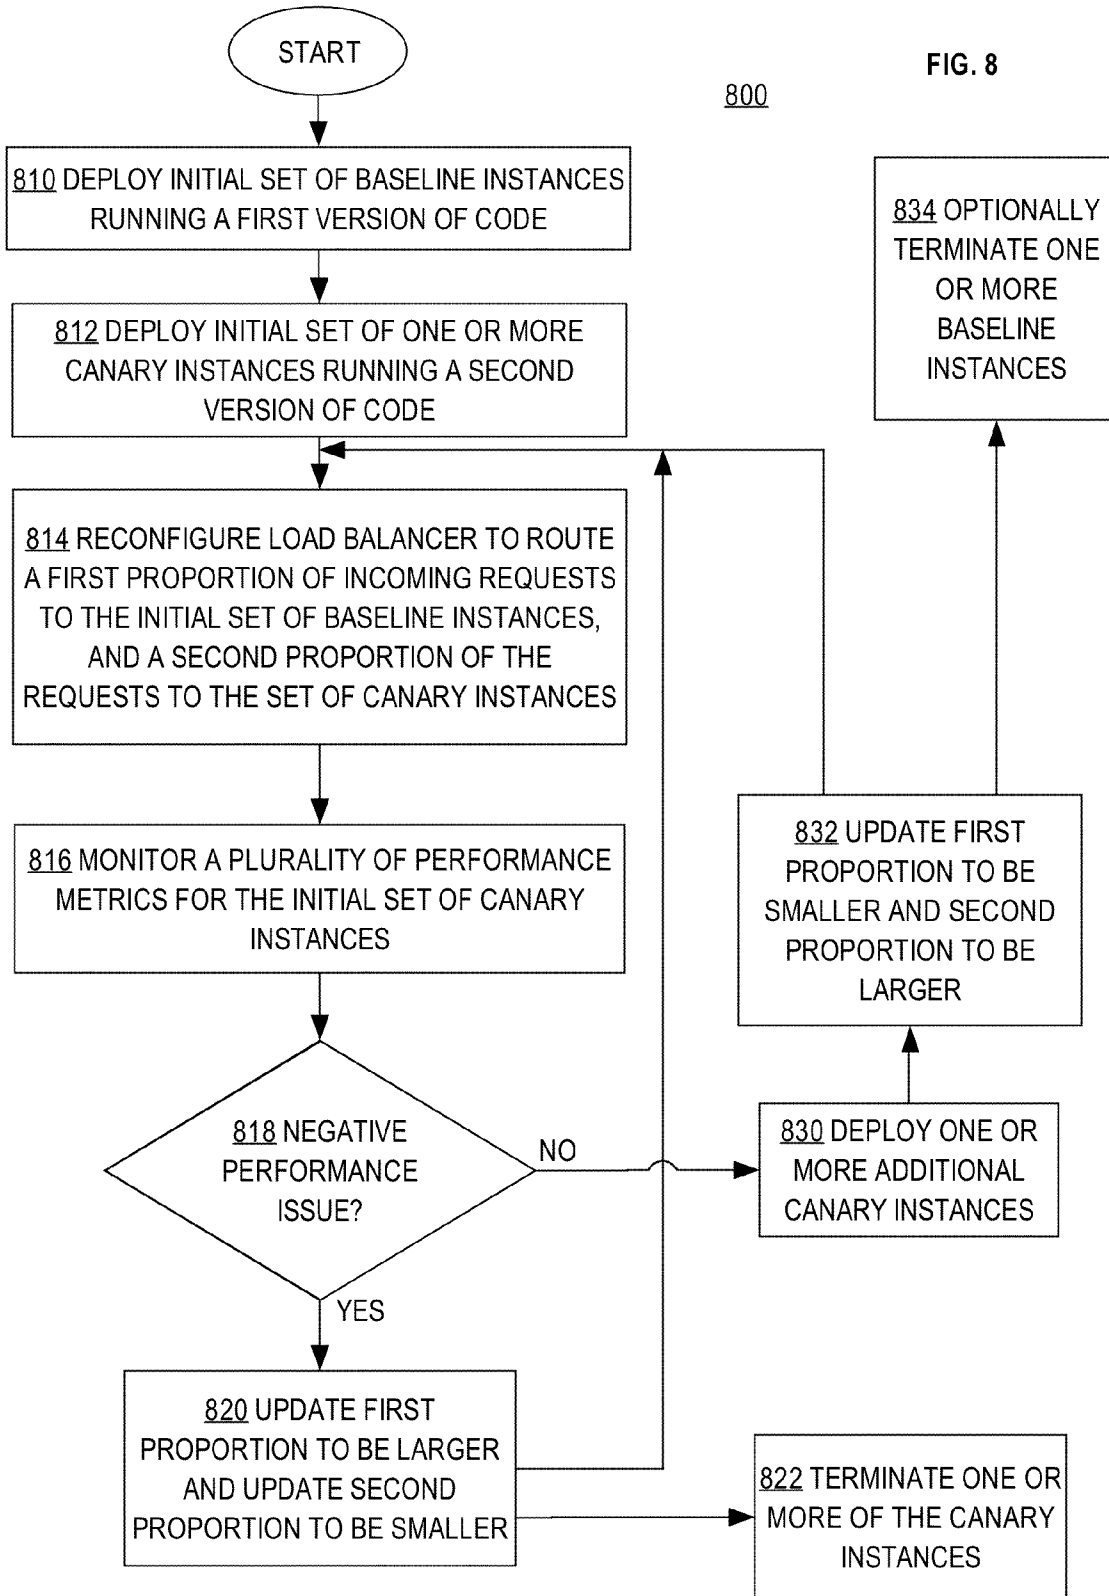 START
FIG. 8
800
810 DEPLOY INITIAL SET OF BASELINE INSTANCES
RUNNING A FIRST VERSION OF CODE
812 DEPLOY INITIAL SET OF ONE OR MORE
CANARY INSTANCES RUNNING A SECOND
VERSION OF CODE
814 RECONFIGURE LOAD BALANCER TO ROUTE
A FIRST PROPORTION OF INCOMING REQUESTS
TO THE INITIAL SET OF BASELINE INSTANCES,
AND A SECOND PROPORTION OF THE
REQUESTS TO THE SET OF CANARY INSTANCES
816 MONITOR A PLURALITY OF PERFORMANCE
METRICS FOR THE INITIAL SET OF CANARY
INSTANCES
818 NEGATIVE
PERFORMANCE
ISSUE?
NO
YES
820 UPDATE FIRST
PROPORTION TO BE LARGER
AND UPDATE SECOND
PROPORTION TO BE SMALLER
822 TERMINATE ONE OR
MORE OF THE CANARY
INSTANCES
830 DEPLOY ONE OR
MORE ADDITIONAL
CANARY INSTANCES
832 UPDATE FIRST
PROPORTION TO BE
SMALLER AND SECOND
PROPORTION TO BE
LARGER
834 OPTIONALLY
TERMINATE ONE
OR MORE
BASELINE
INSTANCES